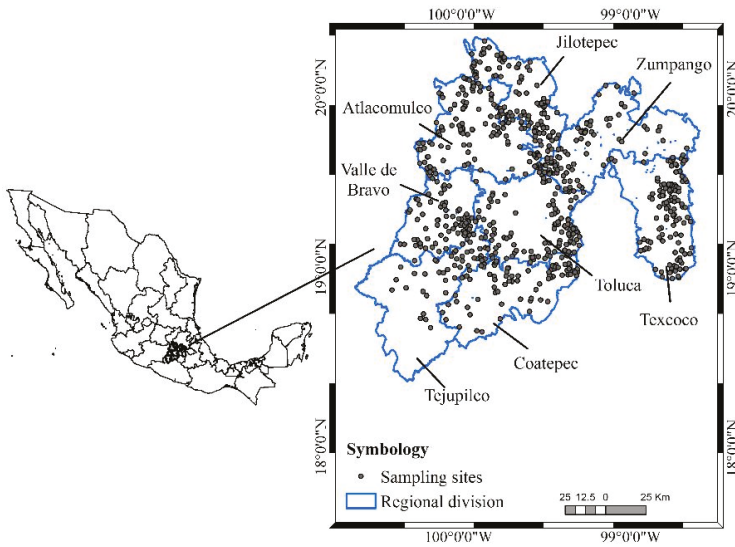 100°0'0"W 99°0'0"W
Jilotepec
Zumpango
20°0'0"N 20°0'0"N
Atlacomulco
Valle de
Bravo
19°0'0"N 19°0'0"N
Toluca
Texcoco
Coatepec
Tejupilco
18°0'0"N 18°0'0"N
Symbology
Sampling sites
Regional division
25 12.5 0 25 Km
100°0'0"W 99°0'0"W